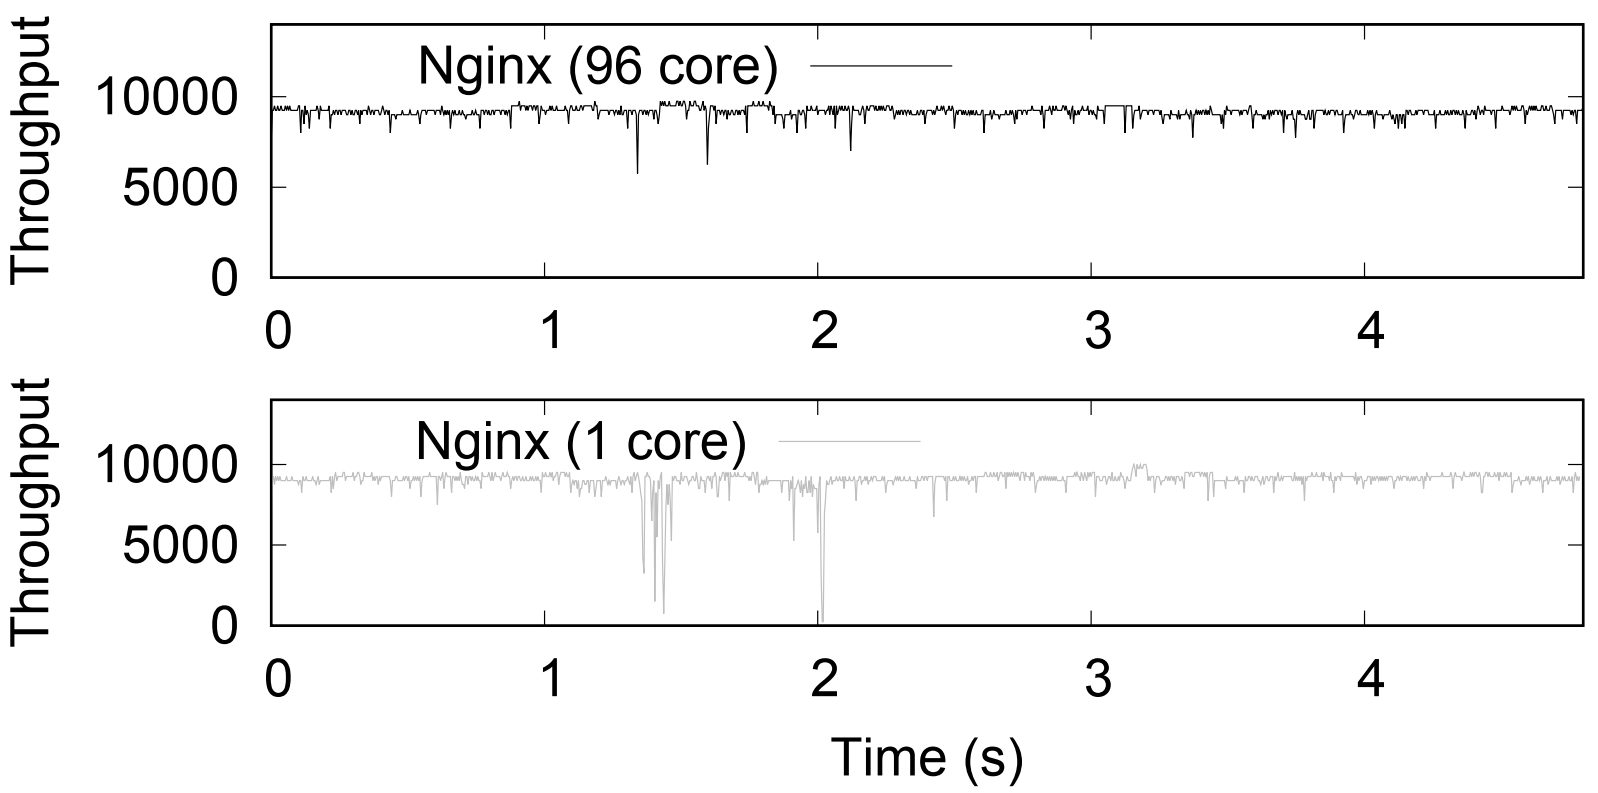 Throughput
10000
5000
0
Nginx (96 core)
0 1 2 3 4
Throughput
10000
5000
0
Nginx (1 core)
0 1 2 3 4
Time (s)